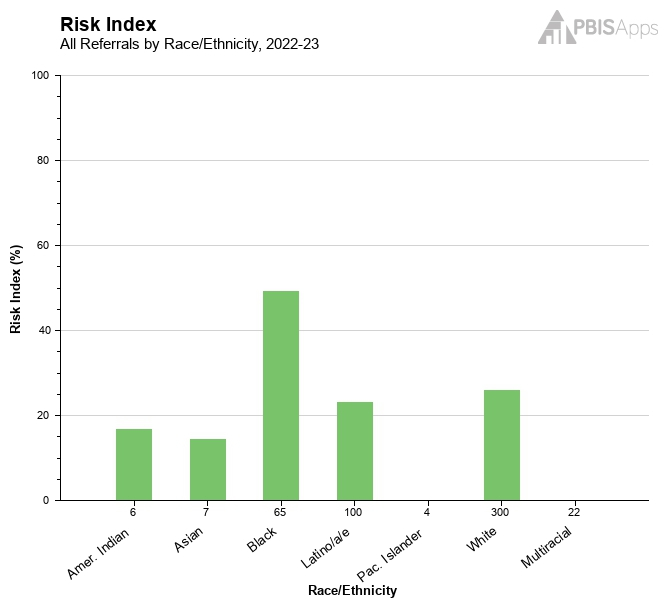 Risk Index
All Referrals by Race/Ethnicity, 2022-23
PBISApps
100
80
60
40
20
0
Risk Index (%)
6 7 65 100 4 300 22
Amer. Indian Asian Black Latino/a/e Pac. Islander White Multiracial
Race/Ethnicity